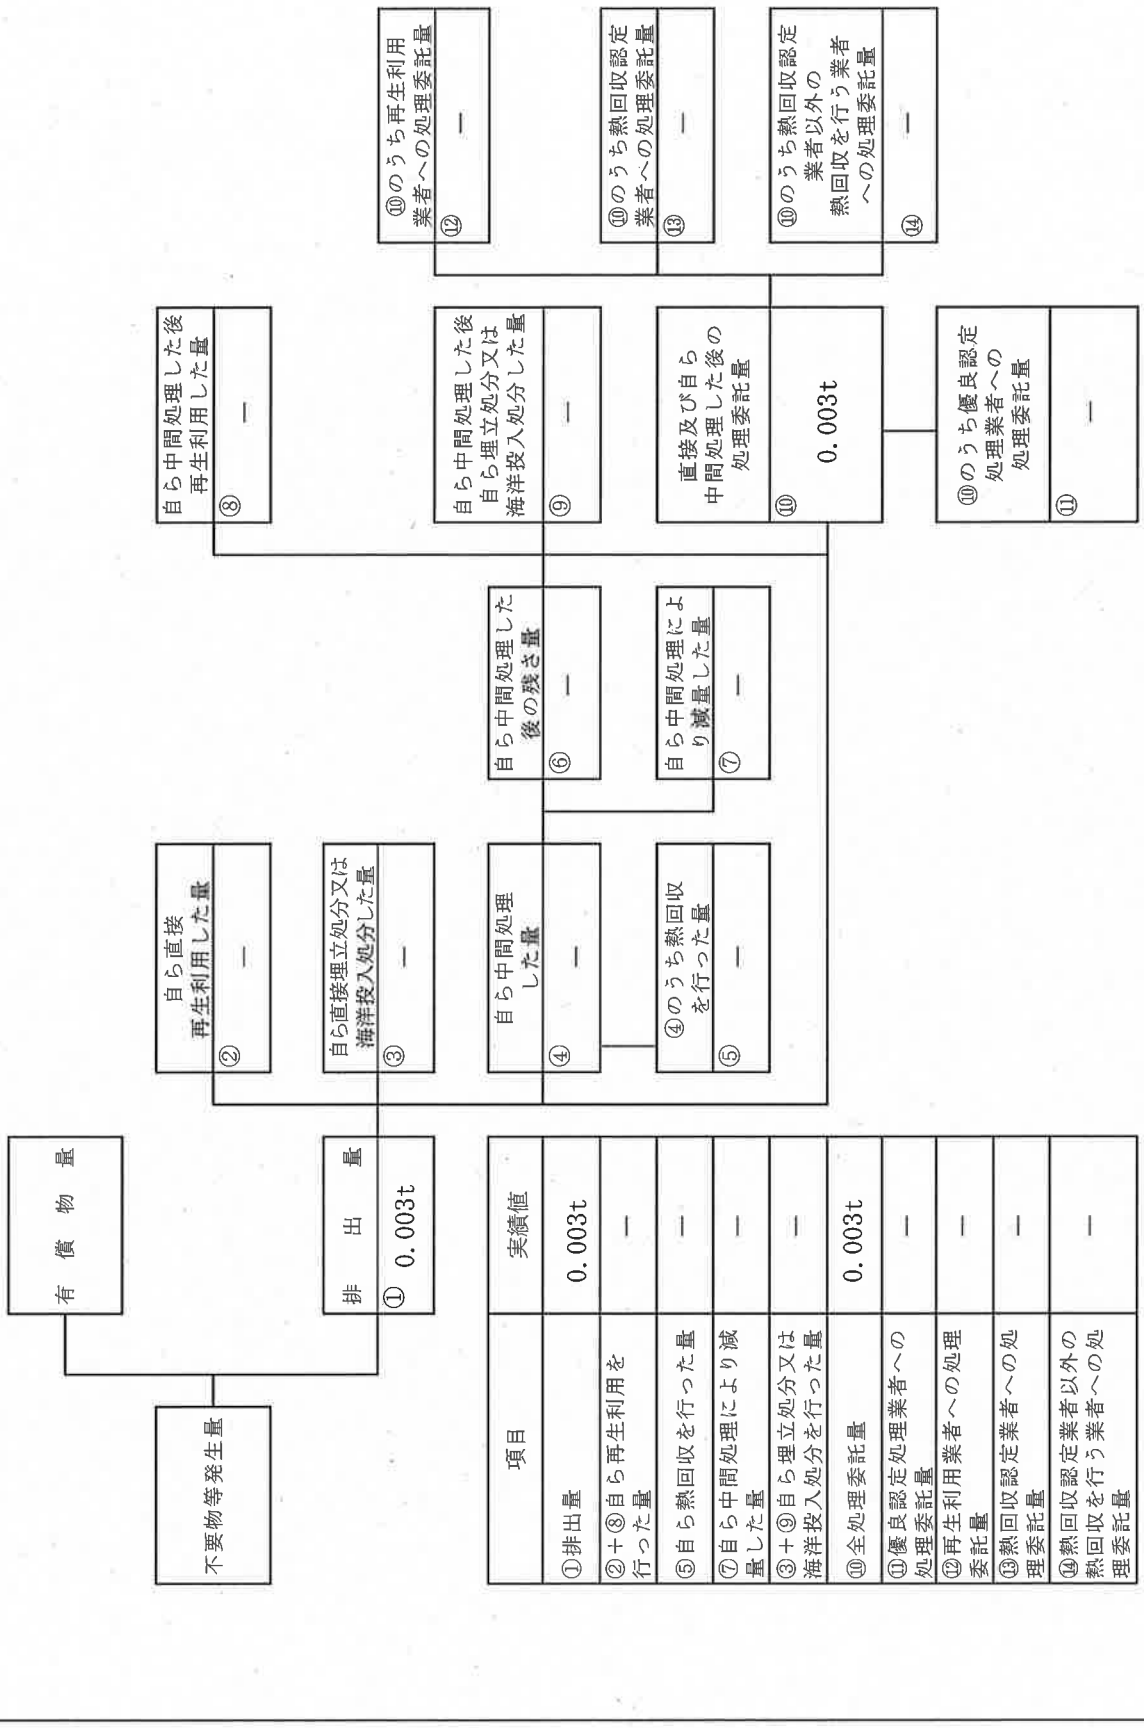 不要物等発生量
有償物量
排出量
① 0.003t
自ら直接
再生利用した量
② －
自ら直接埋立処分又は
海洋投入処分した量
③ －
自ら中間処理
した量
④ －
④のうち熱回収
を行った量
⑤ －
自ら中間処理した
後の残さ量
⑥ －
自ら中間処理によ
り減量した量
⑦ －
自ら中間処理した後
再生利用した量
⑧ －
自ら中間処理した後
自ら埋立処分又は
海洋投入処分した量
⑨ －
直接及び自ら
中間処理した後の
処理委託量
⑩ 0.003t
⑩のうち優良認定
処理業者への
処理委託量
⑪ －
⑩のうち再生利用
業者への処理委託量
⑫ －
⑩のうち熱回収認定
業者への処理委託量
⑬ －
⑩のうち熱回収認定
業者以外の
熱回収を行う業者
への処理委託量
⑭ －
項目 実績値
①排出量 0.003t
②＋⑧自ら再生利用を
行った量 －
⑤自ら熱回収を行った量 －
⑦自ら中間処理により減
量した量 －
③＋⑨自ら埋立処分又は
海洋投入処分を行った量 －
⑩全処理委託量 0.003t
⑪優良認定処理業者への
処理委託量 －
⑫再生利用業者への処理
委託量 －
⑬熱回収認定業者への処
理委託量 －
⑭熱回収認定業者以外の
熱回収を行う業者への処
理委託量 －